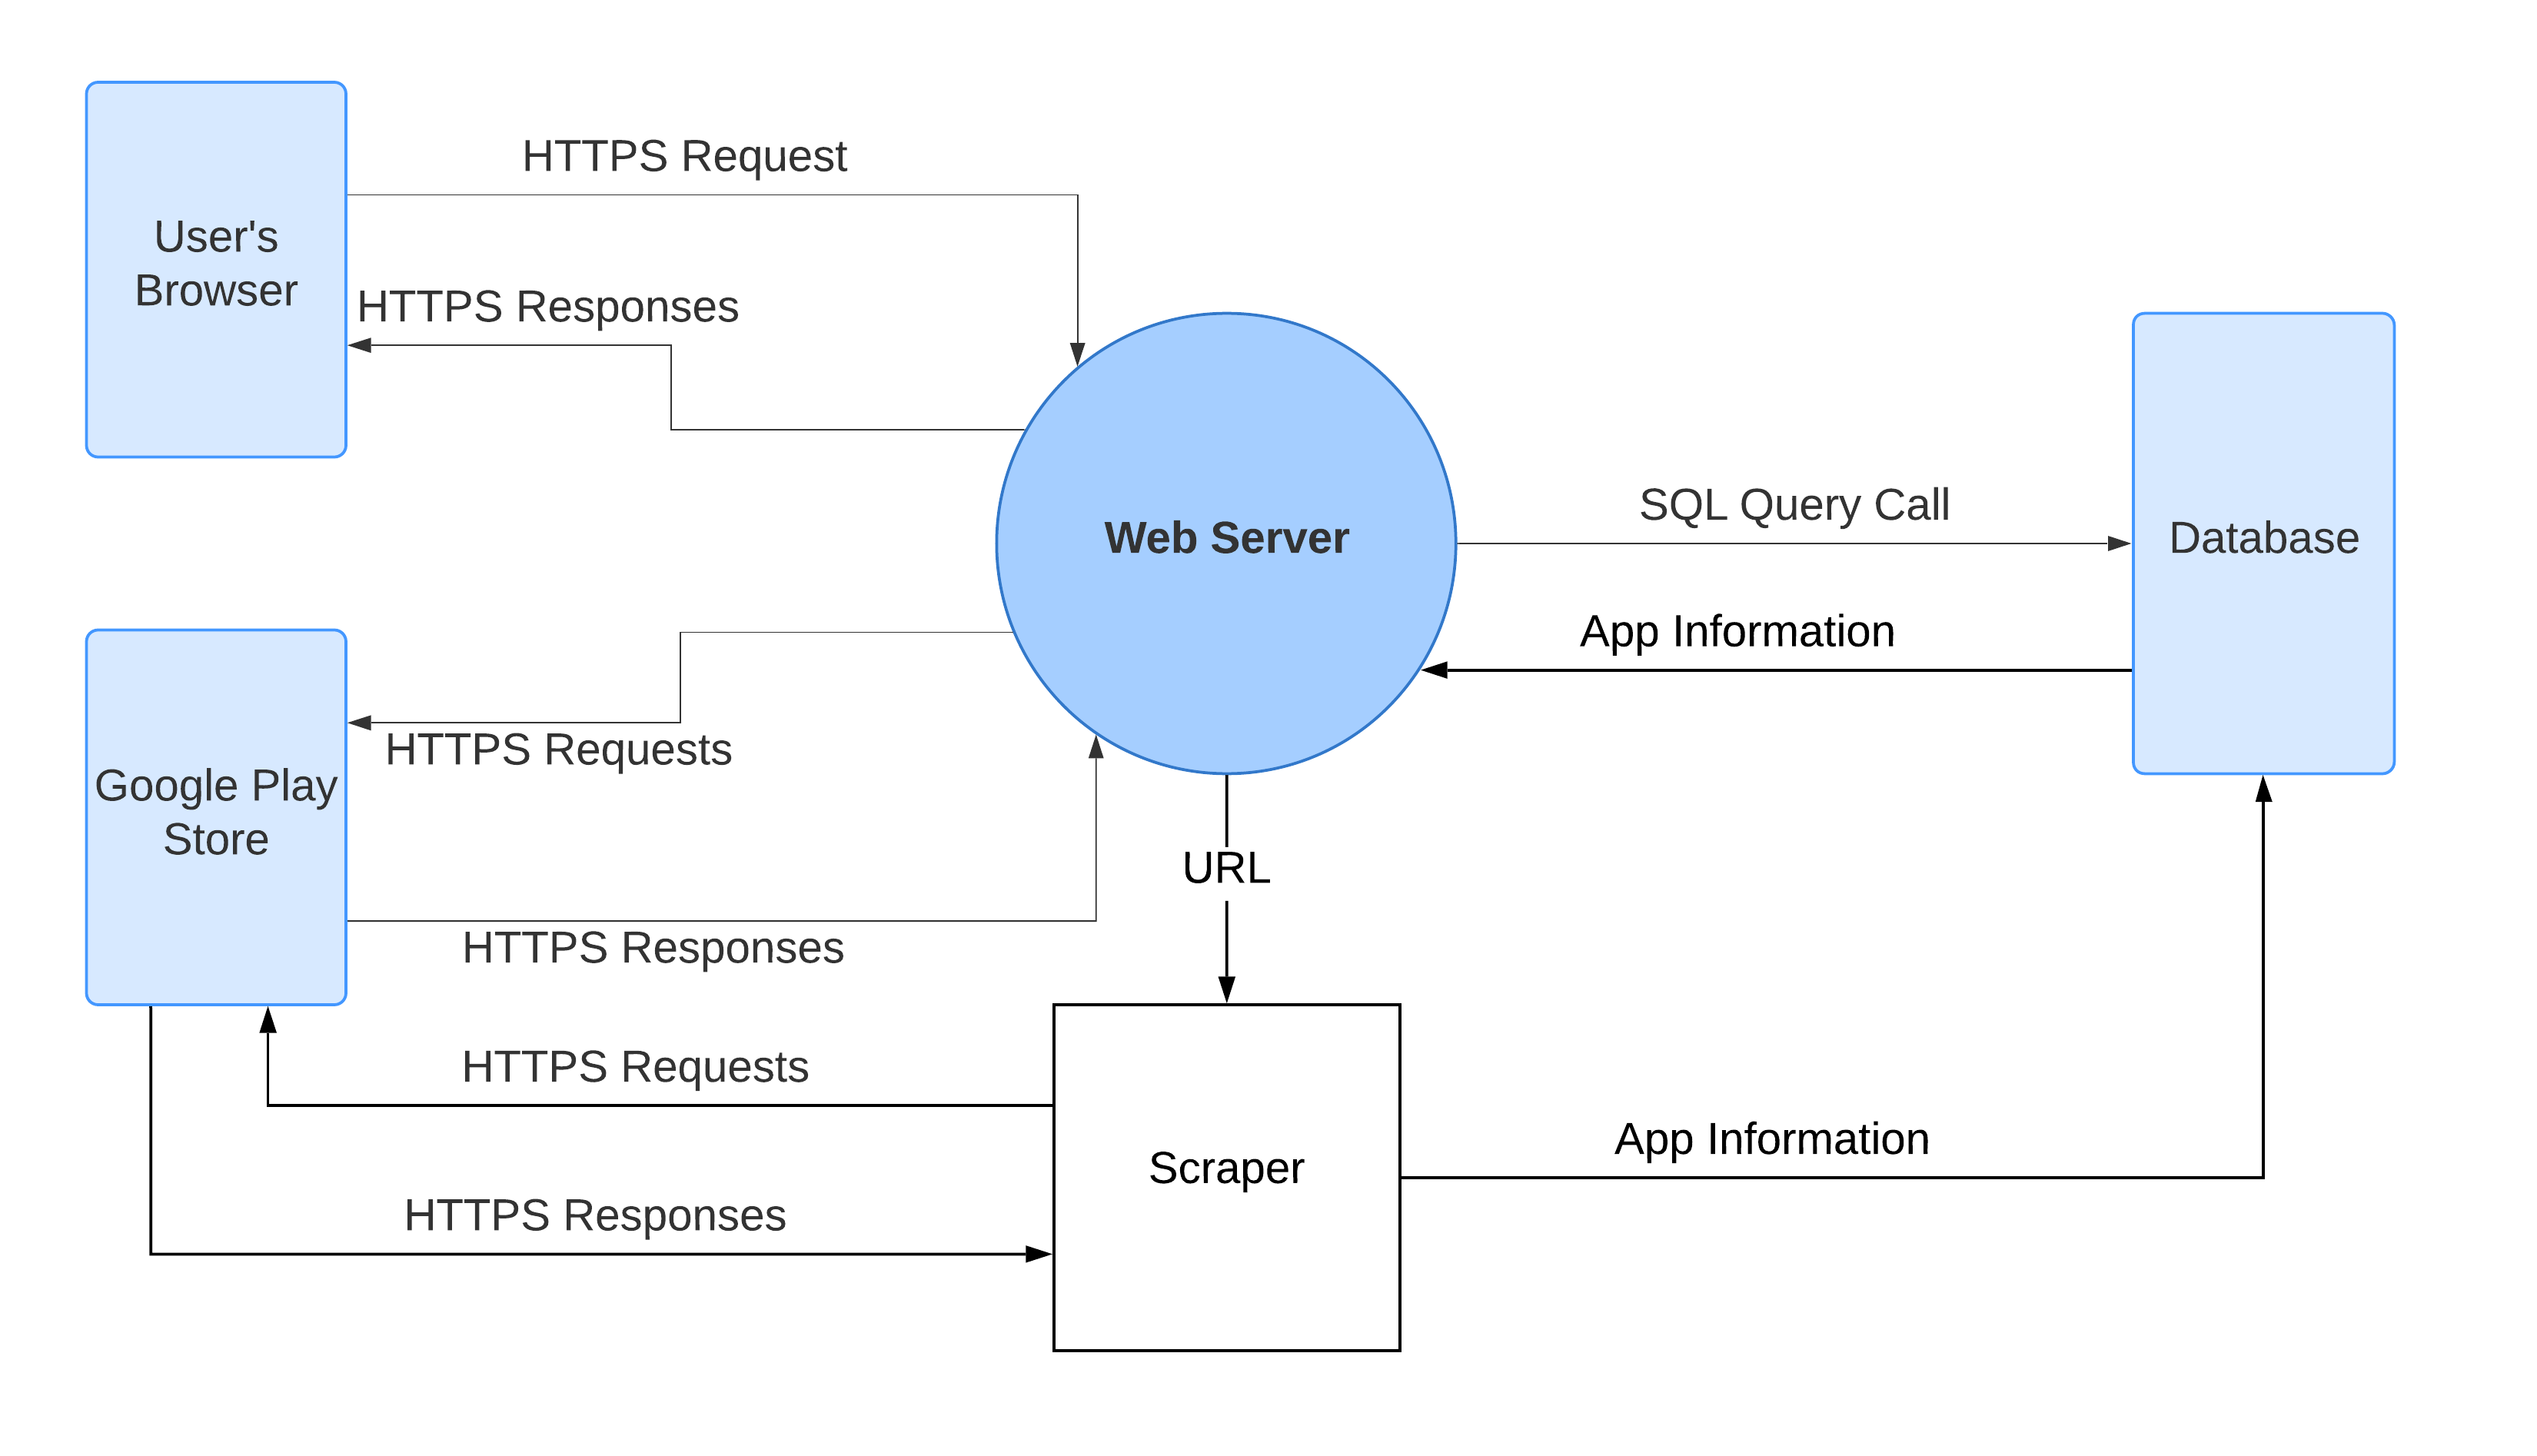 HTTPS Request
User's
Browser
HTTPS Responses
Web Server
SQL Query Call
Database
App Information
HTTPS Requests
Google Play
Store
URL
HTTPS Responses
HTTPS Requests
Scraper
App Information
HTTPS Responses